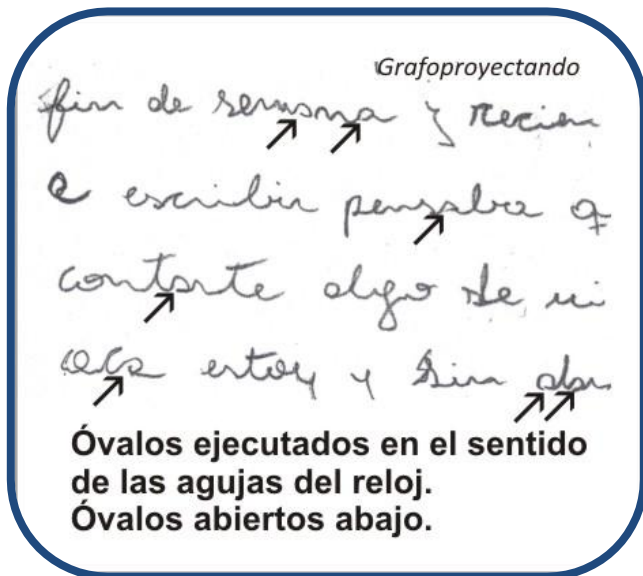 Grafoproyectando
fin de semana y recien
a escribir pensaba q
contarte algo de mi
aca estoy y sin
Óvalos ejecutados en el sentido
de las agujas del reloj.
Óvalos abiertos abajo.